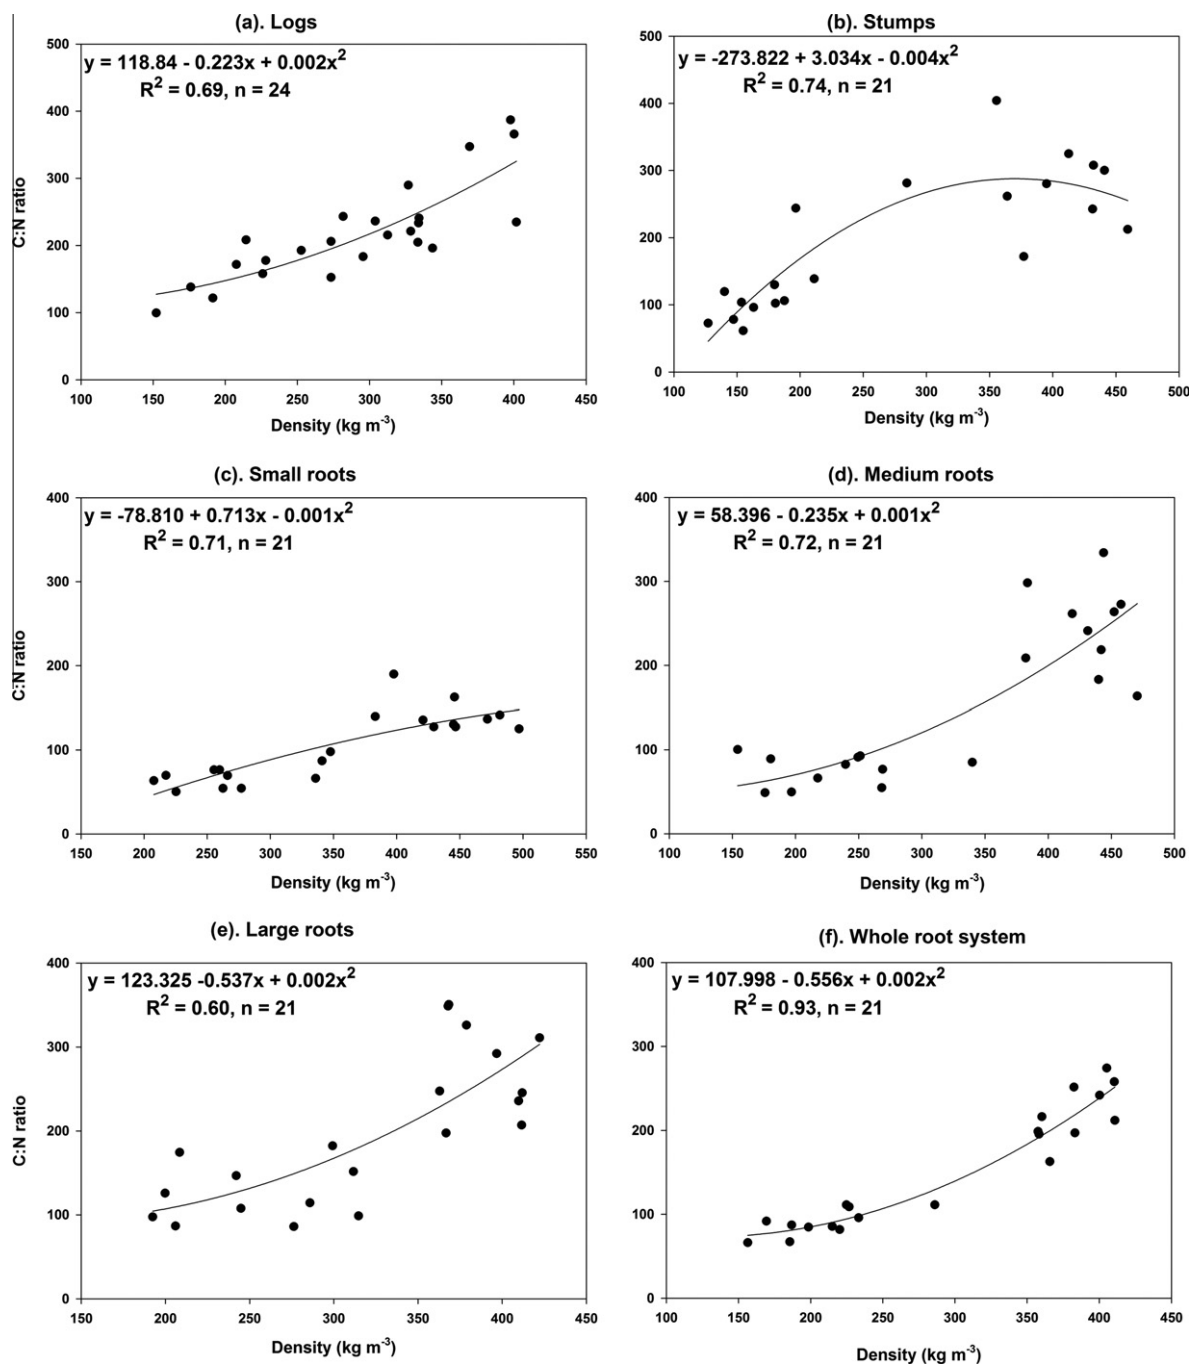 (a). Logs
y = 118.84 - 0.223x + 0.002x²
R² = 0.69, n = 24
C:N ratio
500
400
300
200
100
0
100 150 200 250 300 350 400 450
Density (kg m⁻³)
(b). Stumps
y = -273.822 + 3.034x - 0.004x²
R² = 0.74, n = 21
500
400
300
200
100
0
100 150 200 250 300 350 400 450 500
Density (kg m⁻³)
(c). Small roots
y = -78.810 + 0.713x - 0.001x²
R² = 0.71, n = 21
C:N ratio
400
300
200
100
0
150 200 250 300 350 400 450 500 550
Density (kg m⁻³)
(d). Medium roots
y = 58.396 - 0.235x + 0.001x²
R² = 0.72, n = 21
400
300
200
100
0
100 150 200 250 300 350 400 450 500
Density (kg m⁻³)
(e). Large roots
y = 123.325 -0.537x + 0.002x²
R² = 0.60, n = 21
C:N ratio
400
300
200
100
0
150 200 250 300 350 400 450
Density (kg m⁻³)
(f). Whole root system
y = 107.998 - 0.556x + 0.002x²
R² = 0.93, n = 21
400
300
200
100
0
100 150 200 250 300 350 400 450
Density (kg m⁻³)